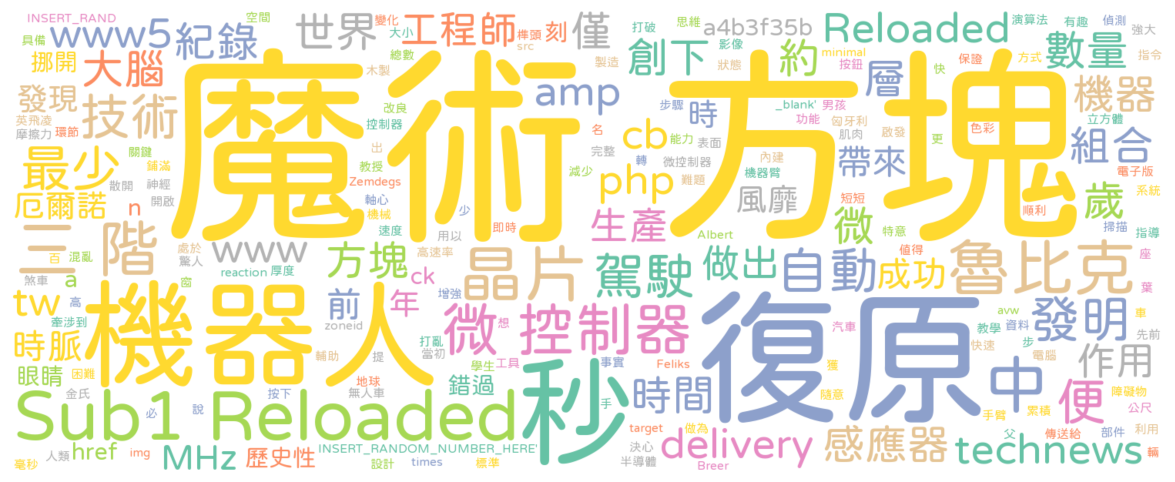 INSERT_RAND
www5
紀錄
世界
變化
大小
工程師
榫頭
src
刻
僅
打破
創下
思維
影像
狀態
a4b3f35b
約
Reloaded
minimal
按鈕
製造
演算法
有趣
偵測
強大
保證
方式
指令
數量
具備
挪開
大腦
空間
總數
木製
發現
技術
英飛凌
摩擦力
環節
魔術方塊
改良
控制器
出
教授
Zemdegs
軸心
機械
速度
amp
步驟
名
完整
減少
轉
cb
能力
時
表面
微控制器
難題
php
機器臂
內建
風靡
_blank'
男孩
功能
層
匈牙利
肌肉
帶來
啟發
快
更
色彩
機器
立方體
組合
電子版
最少
關鍵
鋪滿
散開
神經
開啟
厄爾諾
n
三階
處於
驚人
www
高速率
用以
少
即時
生產
微
短短
特意
順利
歲
系統
掃描
指導
值得
座
百
混亂
煞車
a
窗
reaction
厚度
方塊
ck
增強
晶片
駕駛
Albert
做出
自動
成功
魯比克
葉
tw
高
牽涉到
時脈
機器人
zoneid
前
年
打亂
當初
想
微控制器
秒
汽車
獲
復原
avw
教學
資料
快速
步
電腦
中
發明
車
先前
作用
眼睛
困難
金氏
必
說
按下
輔助
提
地球
無人車
學生
工具
錯過
Feliks
事實
手
時間
隨意
手臂
累積
便
障礙物
公尺
Sub1 Reloaded
href
毫秒
人類
img
MHz
歷史性
設計
INSERT_RANDOM_NUMBER_HERE'
times
標準
target
做為
決心
半導體
delivery
Breer
感應器
父
傳送給
部件
利用
輛
technews